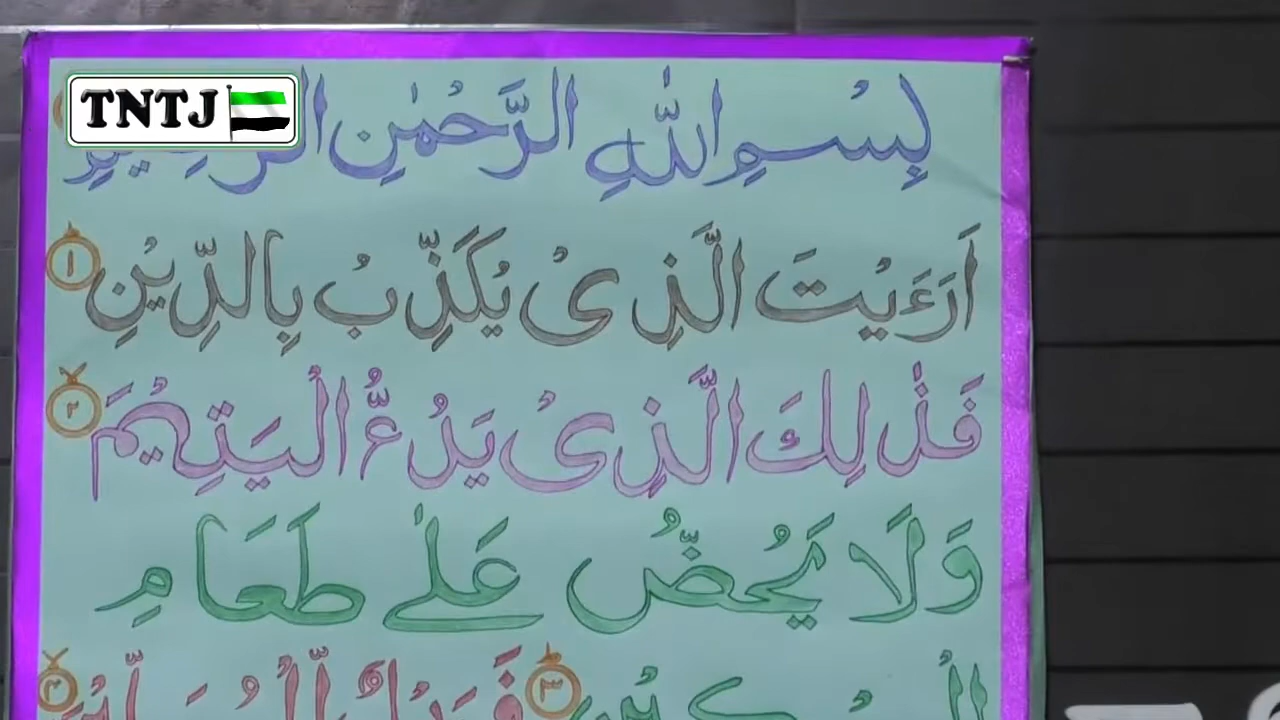 TNTJ
بِسْمِ اللّٰهِ الرَّحْمٰنِ
اَرَءَيْتَ الَّذِىْ يُكَذِّبُ بِالدِّيْنِ ١
فَذٰلِكَ الَّذِىْ يَدُعُّ الْيَتِيْمَ ٢
وَلَا يَحُضُّ عَلٰى طَعَامِ